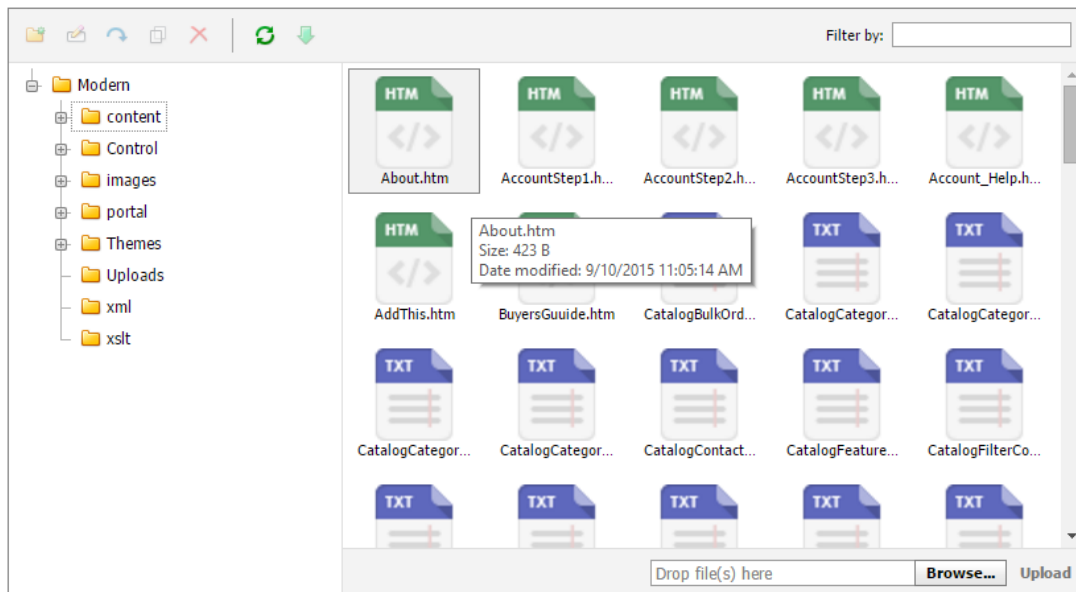 Filter by:
Modern
content
Control
images
portal
Themes
Uploads
xml
xslt
HTM HTM HTM HTM HTM
About.htm AccountStep1.h... AccountStep2.h... AccountStep3.h... Account_Help.h...
HTM TXT TXT
About.htm
Size: 423 B
Date modified: 9/10/2015 11:05:14 AM
AddThis.htm BuyersGuuide.htm CatalogBulkOrd... CatalogCategor... CatalogCategor...
TXT TXT TXT TXT TXT
CatalogCategor... CatalogCategor... CatalogContact... CatalogFeature... CatalogFilterCo...
TXT TXT TXT TXT TXT
Drop file(s) here Browse... Upload